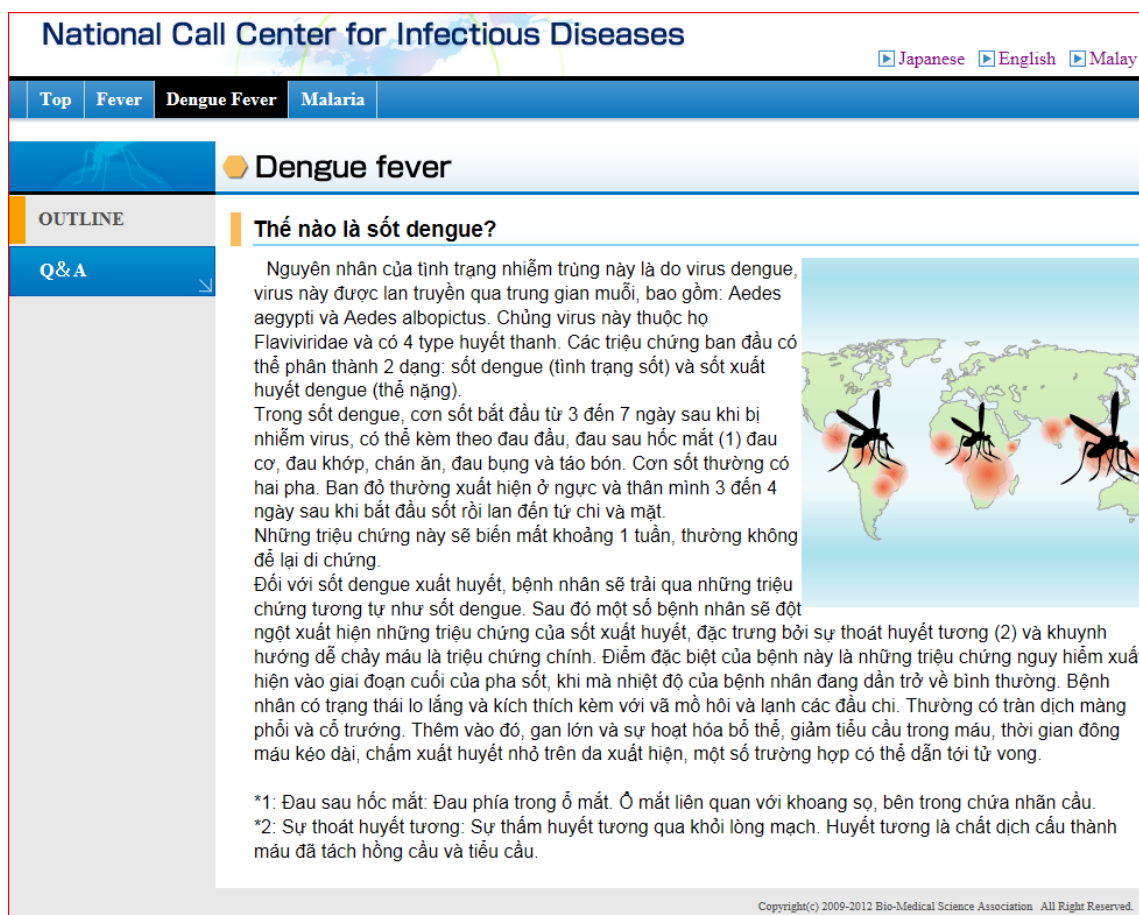 National Call Center for Infectious Diseases
Japanese English Malay
Top Fever Dengue Fever Malaria
Dengue fever
OUTLINE
Q&A
Thế nào là sốt dengue?
Nguyên nhân của tình trạng nhiễm trùng này là do virus dengue,
virus này được lan truyền qua trung gian muỗi, bao gồm: Aedes
aegypti và Aedes albopictus. Chủng virus này thuộc họ
Flaviviridae và có 4 type huyết thanh. Các triệu chứng ban đầu có
thể phân thành 2 dạng: sốt dengue (tình trạng sốt) và sốt xuất
huyết dengue (thể nặng).
Trong sốt dengue, cơn sốt bắt đầu từ 3 đến 7 ngày sau khi bị
nhiễm virus, có thể kèm theo đau đầu, đau sau hốc mắt (1) đau
cơ, đau khớp, chán ăn, đau bụng và táo bón. Cơn sốt thường có
hai pha. Ban đỏ thường xuất hiện ở ngực và thân mình 3 đến 4
ngày sau khi bắt đầu sốt rồi lan đến tứ chi và mặt.
Những triệu chứng này sẽ biến mất khoảng 1 tuần, thường không
để lại di chứng.
Đối với sốt dengue xuất huyết, bệnh nhân sẽ trải qua những triệu
chứng tương tự như sốt dengue. Sau đó một số bệnh nhân sẽ đột
ngột xuất hiện những triệu chứng của sốt xuất huyết, đặc trưng bởi sự thoát huyết tương (2) và khuynh
hướng dễ chảy máu là triệu chứng chính. Điểm đặc biệt của bệnh này là những triệu chứng nguy hiểm xuất
hiện vào giai đoạn cuối của pha sốt, khi mà nhiệt độ của bệnh nhân đang dần trở về bình thường. Bệnh
nhân có trạng thái lo lắng và kích thích kèm với vã mồ hôi và lạnh các đầu chi. Thường có tràn dịch màng
phổi và cổ trướng. Thêm vào đó, gan lớn và sự hoạt hóa bổ thể, giảm tiểu cầu trong máu, thời gian đông
máu kéo dài, chấm xuất huyết nhỏ trên da xuất hiện, một số trường hợp có thể dẫn tới tử vong.
*1: Đau sau hốc mắt: Đau phía trong ổ mắt. Ổ mắt liên quan với khoang sọ, bên trong chứa nhãn cầu.
*2: Sự thoát huyết tương: Sự thấm huyết tương qua khỏi lòng mạch. Huyết tương là chất dịch cấu thành
máu đã tách hồng cầu và tiểu cầu.
Copyright(c) 2009-2012 Bio-Medical Science Association All Right Reserved.